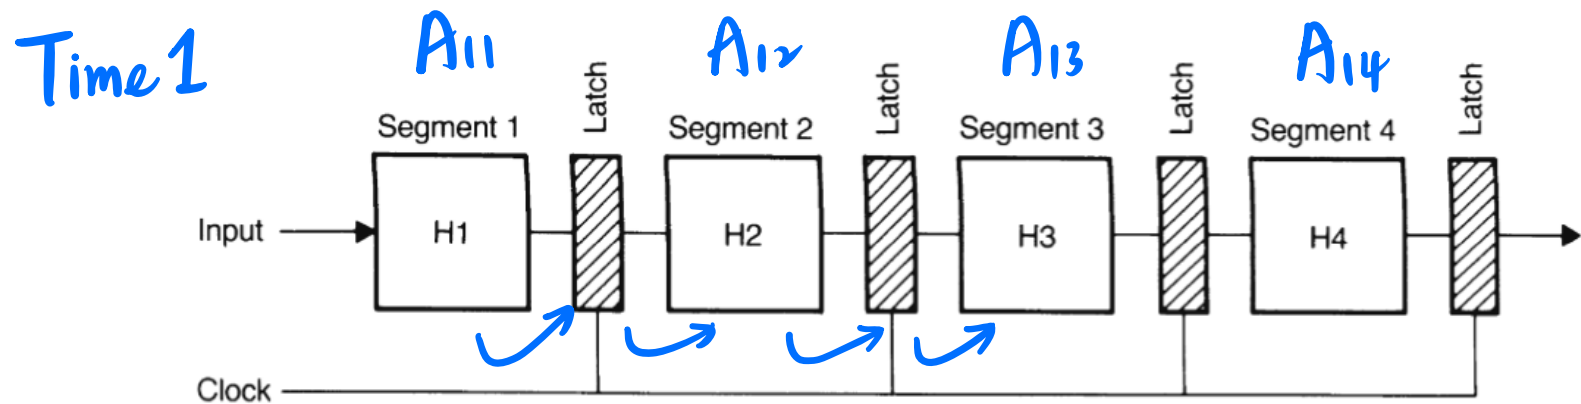 Time 1
A11 A12 A13 A14
Segment 1 Latch Segment 2 Latch Segment 3 Latch Segment 4 Latch
Input H1 H2 H3 H4
Clock